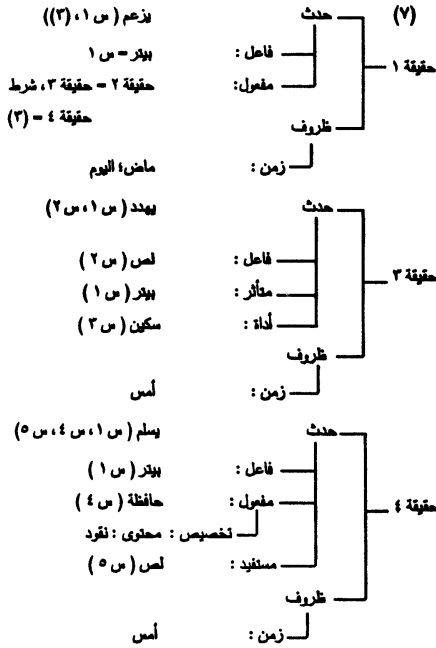 (٧) حدث يزعم ( س ١، (٣))
حقيقة ١ فاعل : بيتر = س ١
مفعول: حقيقة ٢ = حقيقة ٣، شرط
حقيقة ٤ = (٣)
ظروف
زمن : ماض؛ اليوم
حدث يهدد ( س ١، س ٢)
فاعل : لص ( س ٢ )
حقيقة ٣ متأثر : بيتر ( س ١ )
أداة : سكين ( س ٣ )
ظروف
زمن : أمس
حدث يسلم ( س ١، س ٤، س ٥)
فاعل : بيتر ( س ١ )
حقيقة ٤ مفعول : حافظة ( س ٤ )
تخصيص : محتوى : نقود
مستفيد : لص ( س ٥ )
ظروف
زمن : أمس